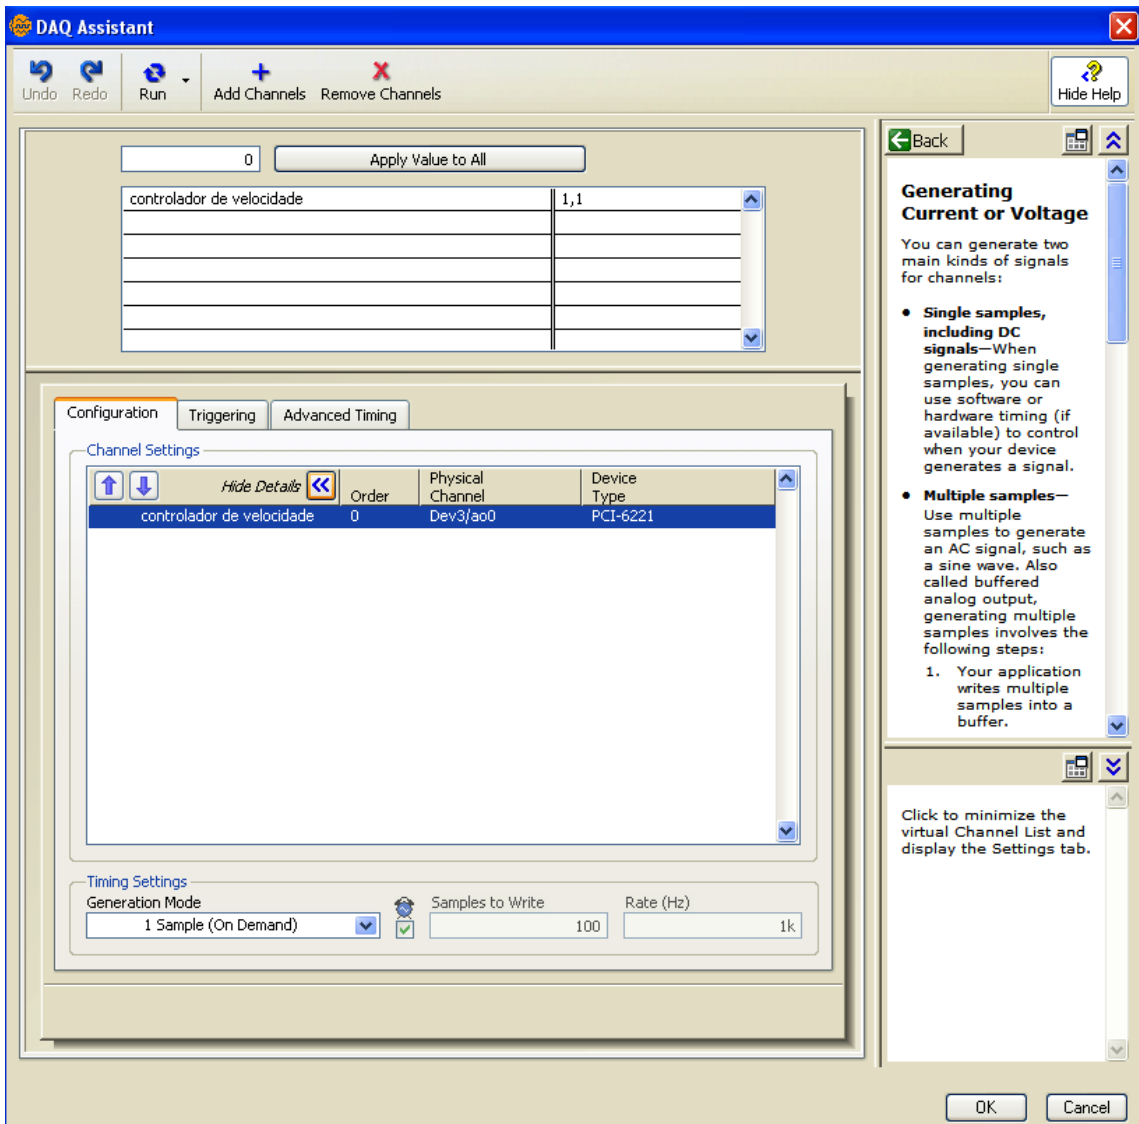 DAQ Assistant
Undo Redo Run Add Channels Remove Channels Hide Help
0 Apply Value to All
controlador de velocidade 1,1
Configuration Triggering Advanced Timing
Channel Settings
Hide Details Order Physical Channel Device Type
controlador de velocidade 0 Dev3/ao0 PCI-6221
Timing Settings
Generation Mode Samples to Write Rate (Hz)
1 Sample (On Demand) 100 1k
Back
Generating
Current or Voltage
You can generate two
main kinds of signals
for channels:
• Single samples,
including DC
signals—When
generating single
samples, you can
use software or
hardware timing (if
available) to control
when your device
generates a signal.
• Multiple samples—
Use multiple
samples to generate
an AC signal, such as
a sine wave. Also
called buffered
analog output,
generating multiple
samples involves the
following steps:
1. Your application
writes multiple
samples into a
buffer.
Click to minimize the
virtual Channel List and
display the Settings tab.
OK Cancel